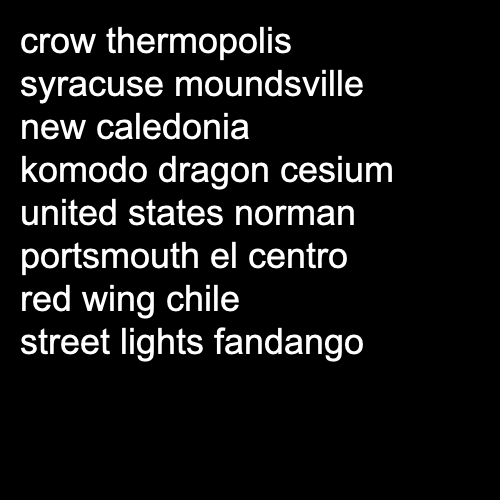 crow thermopolis
syracuse moundsville
new caledonia
komodo dragon cesium
united states norman
portsmouth el centro
red wing chile
street lights fandango